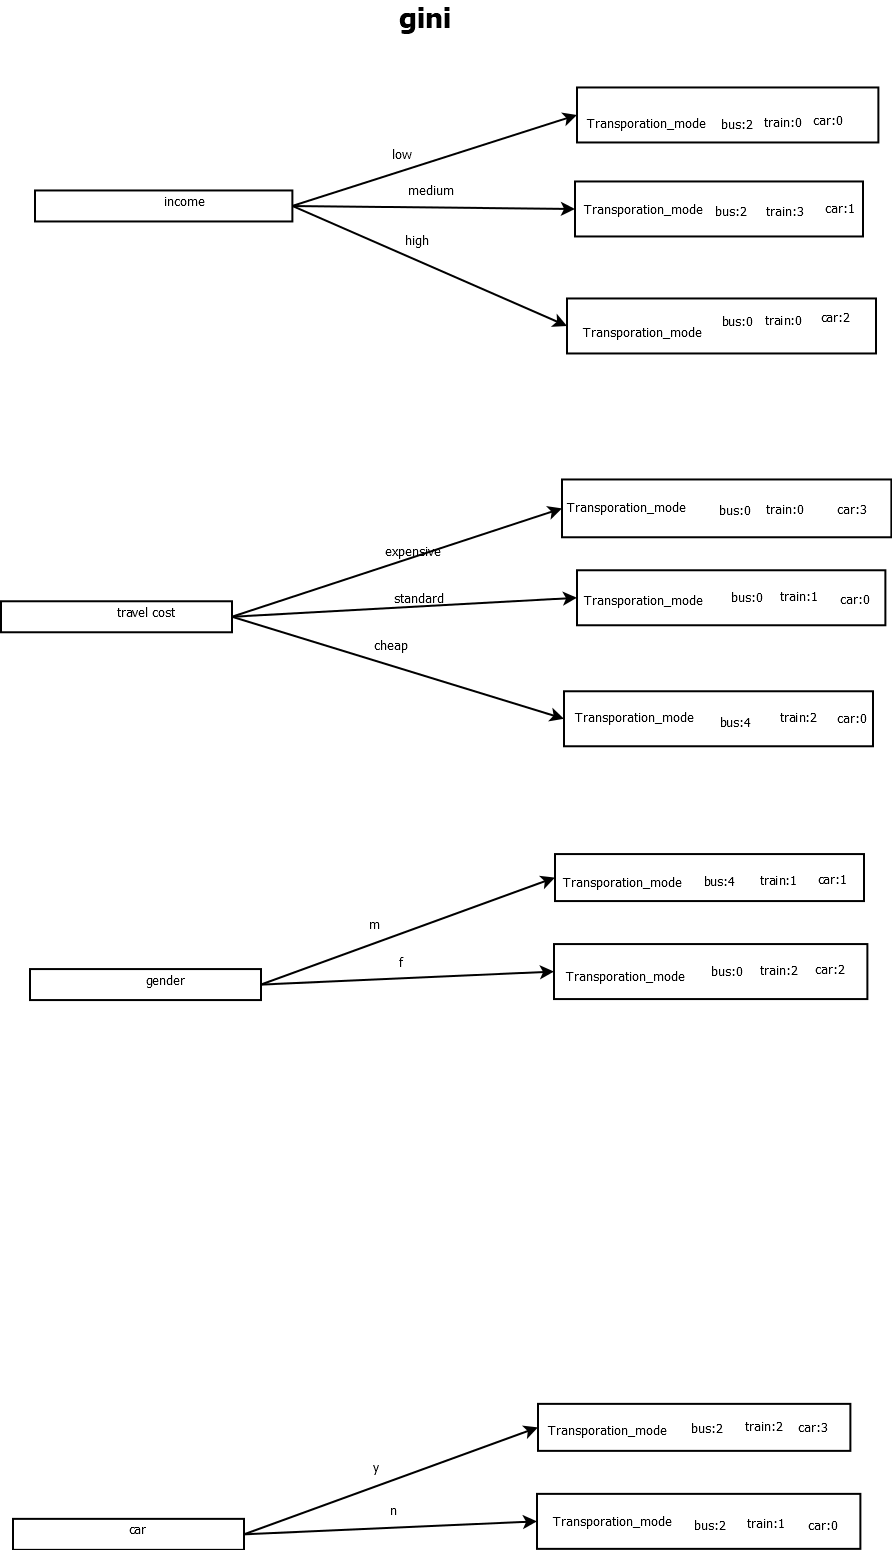 gini
Transporation_mode bus:2 train:0 car:0
low
medium
income
Transporation_mode bus:2 train:3 car:1
high
Transporation_mode bus:0 train:0 car:2
Transporation_mode bus:0 train:0 car:3
expensive
standard
Transporation_mode bus:0 train:1 car:0
travel cost
cheap
Transporation_mode bus:4 train:2 car:0
Transporation_mode bus:4 train:1 car:1
m
f
Transporation_mode bus:0 train:2 car:2
gender
Transporation_mode bus:2 train:2 car:3
y
n
Transporation_mode bus:2 train:1 car:0
car